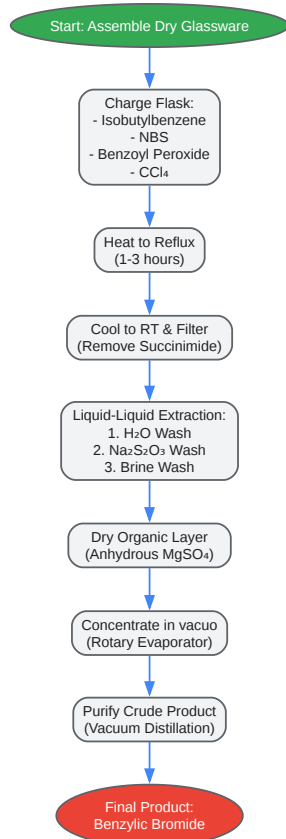 Start: Assemble Dry Glassware
Charge Flask:
- Isobutylbenzene
- NBS
- Benzoyl Peroxide
- CCl₄
Heat to Reflux
(1-3 hours)
Cool to RT & Filter
(Remove Succinimide)
Liquid-Liquid Extraction:
1. H₂O Wash
2. Na₂S₂O₃ Wash
3. Brine Wash
Dry Organic Layer
(Anhydrous MgSO₄)
Concentrate in vacuo
(Rotary Evaporator)
Purify Crude Product
(Vacuum Distillation)
Final Product:
Benzylic Bromide